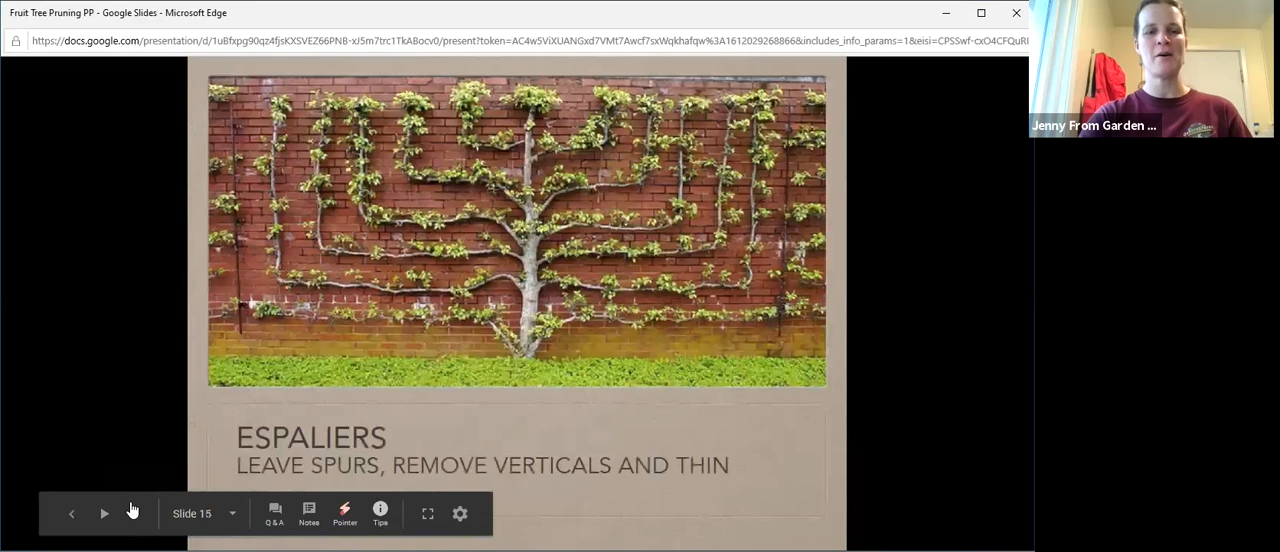 Fruit Tree Pruning PP - Google Slides - Microsoft Edge
https://docs.google.com/presentation/d/1uBfxpg90qz4fjsKXSVEZ66PNB-xJ5m7trc1TkABocv0/present?token=AC4w5ViXUANGxd7VMt7Awcf7sxWqkhafqw%3A1612029268866&includes_info_params=1&eisi=CPSSwf-cxO4CFQuRl
Jenny From Garden ...
ESPALIERS
LEAVE SPURS, REMOVE VERTICALS AND THIN
Slide 15
Q & A
Notes
Pointer
Tips